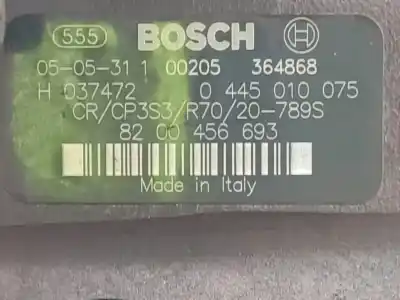 555 BOSCH
05-05-31 1 00205 364868
H 037472 0 445 010 075
CR/CP3S3/R70/20-789S
82 00 456 693
Made in Italy